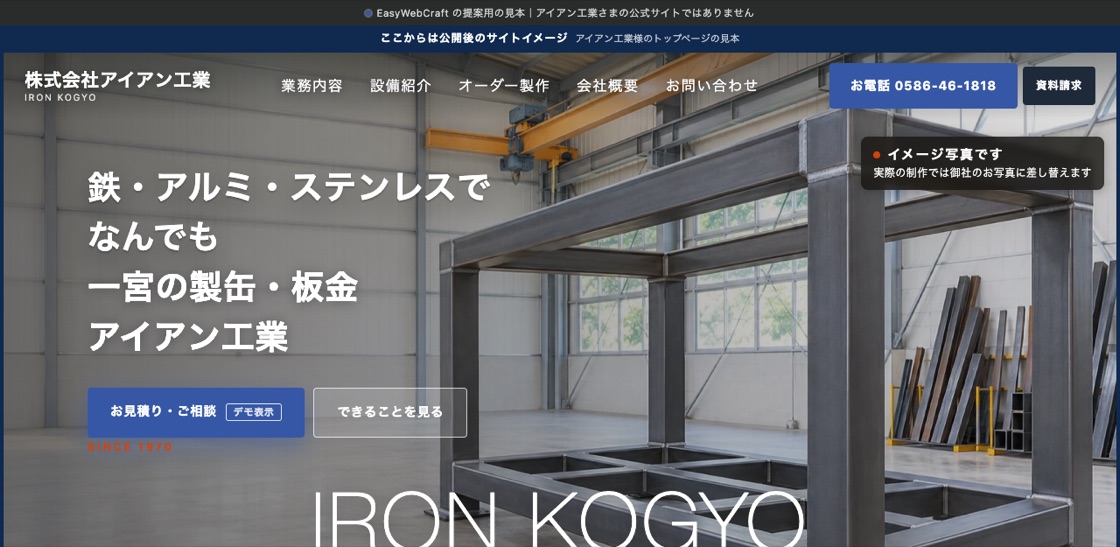 EasyWebCraft の提案用の見本｜アイアン工業さまの公式サイトではありません
ここからは公開後のサイトイメージ アイアン工業様のトップページの見本
株式会社アイアン工業
IRON KOGYO
業務内容 設備紹介 オーダー製作 会社概要 お問い合わせ
お電話 0586-46-1818
資料請求
イメージ写真です
実際の制作では御社のお写真に差し替えます
鉄・アルミ・ステンレスで
なんでも
一宮の製缶・板金
アイアン工業
お見積り・ご相談 デモ表示
できることを見る
SINCE 1970
IRON KOGYO